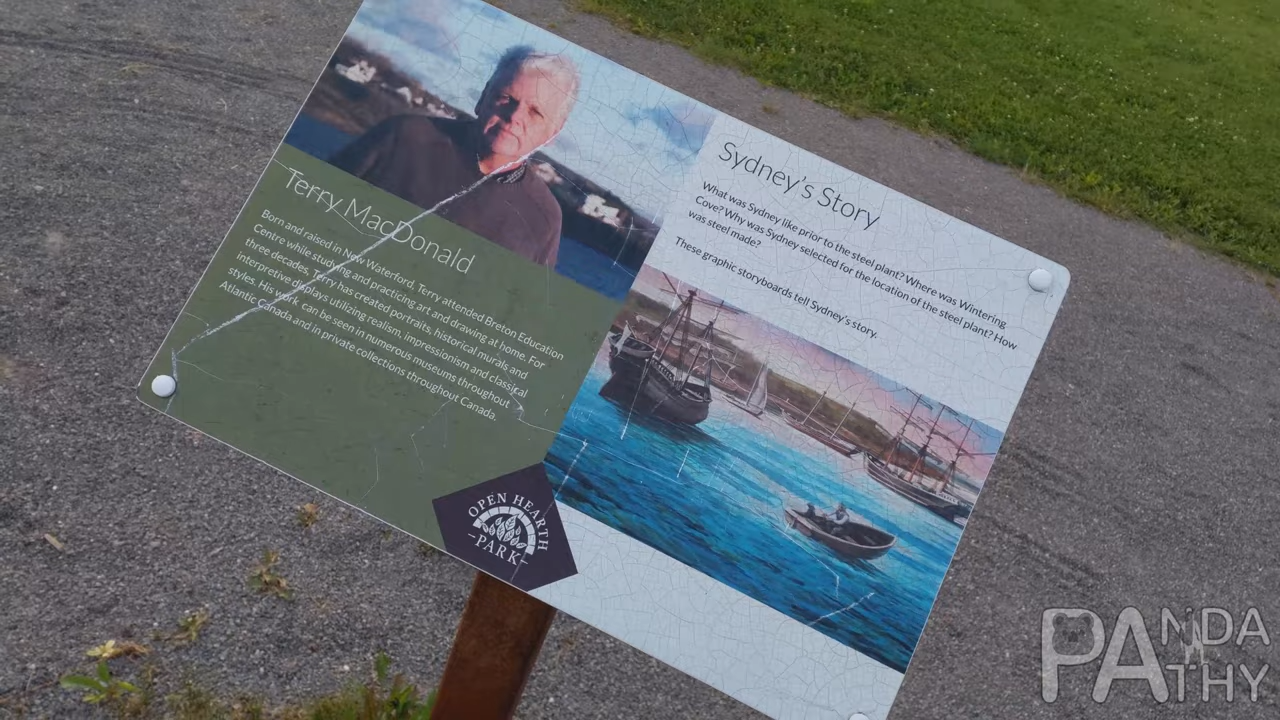 Terry MacDonald
Born and raised in New Waterford, Terry attended Breton Education
Centre while studying and practicing art and drawing at home. For
three decades, Terry has created portraits, historical murals and
interpretive displays utilizing realism, impressionism and classical
styles. His work can be seen in numerous museums throughout
Atlantic Canada and in private collections throughout Canada.
Sydney's Story
What was Sydney like prior to the steel plant? Where was Wintering
Cove? Why was Sydney selected for the location of the steel plant? How
was steel made?
These graphic storyboards tell Sydney's story.
OPEN HEARTH
-PARK-
PANDA
PATHY